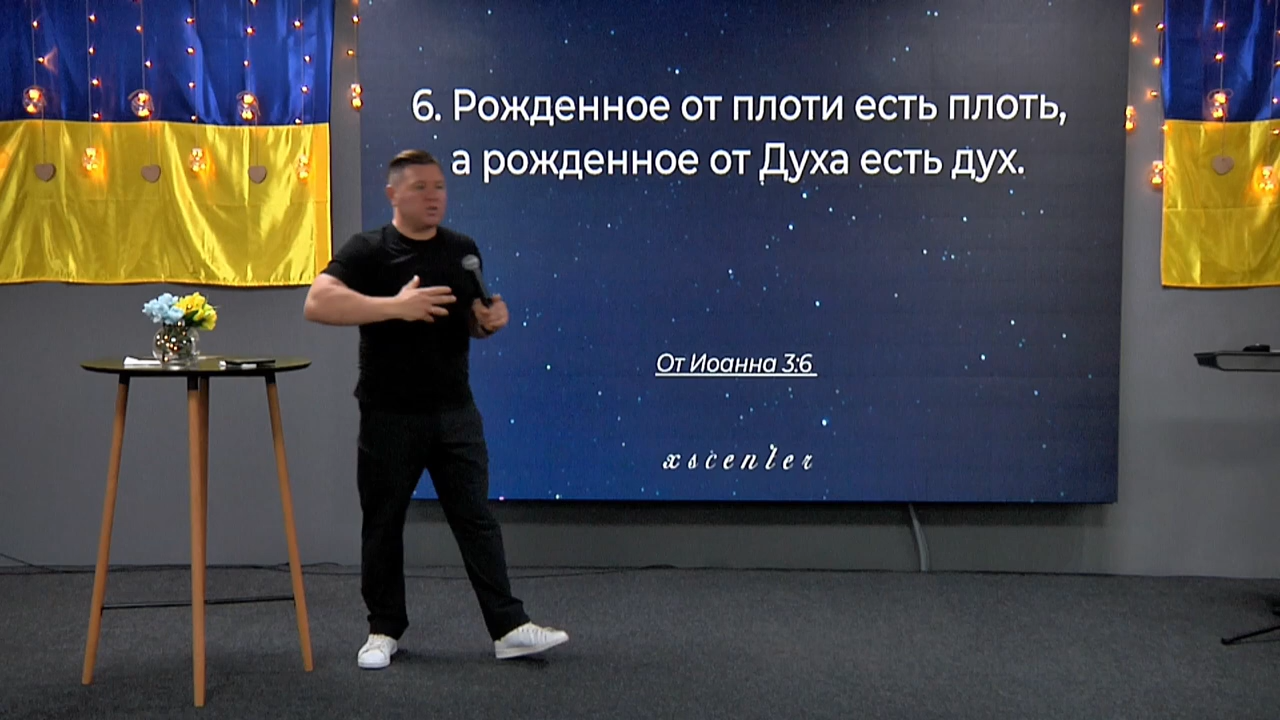 6. Рожденное от плоти есть плоть,
а рожденное от Духа есть дух.
От Иоанна 3:6
xscenter